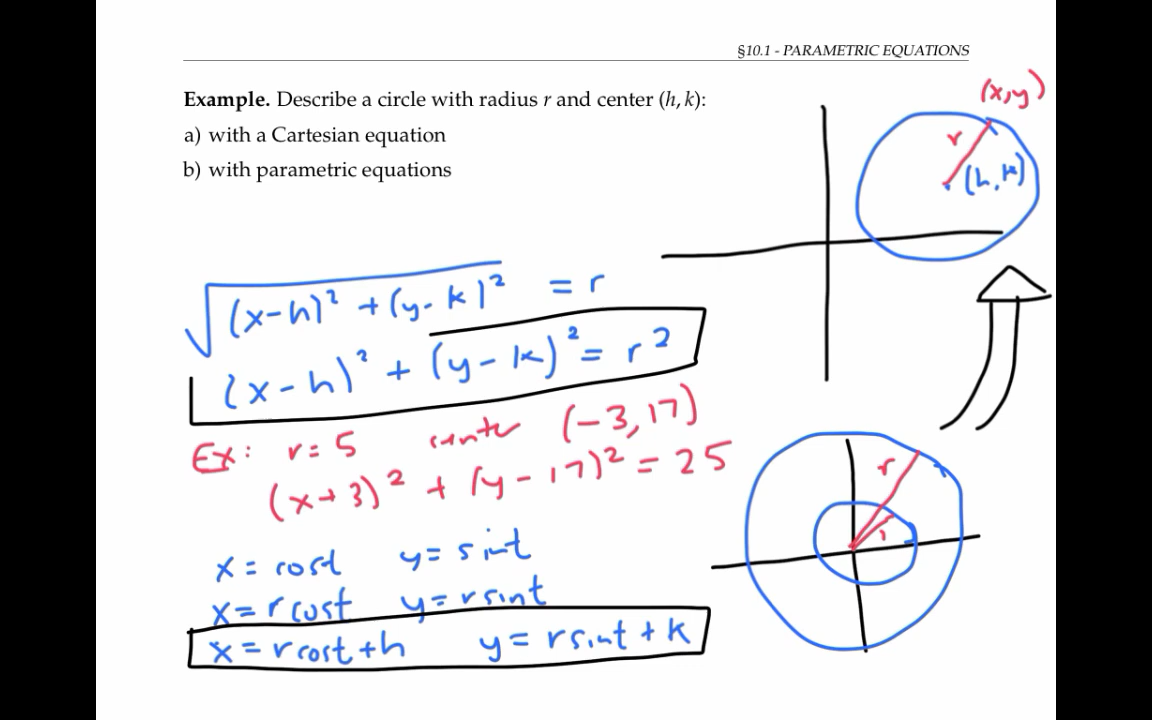 §10.1 - PARAMETRIC EQUATIONS
Example. Describe a circle with radius r and center (h, k):
a) with a Cartesian equation
b) with parametric equations
(x,y)
r
(h, k)
√(x-h)² + (y-k)² = r
(x-h)² + (y-k)² = r²
Ex: r=5 center (-3, 17)
(x+3)² + (y-17)² = 25
r
1
x = cost y = sint
x = r cost y = r sint
x = r cost + h y = r sint + k